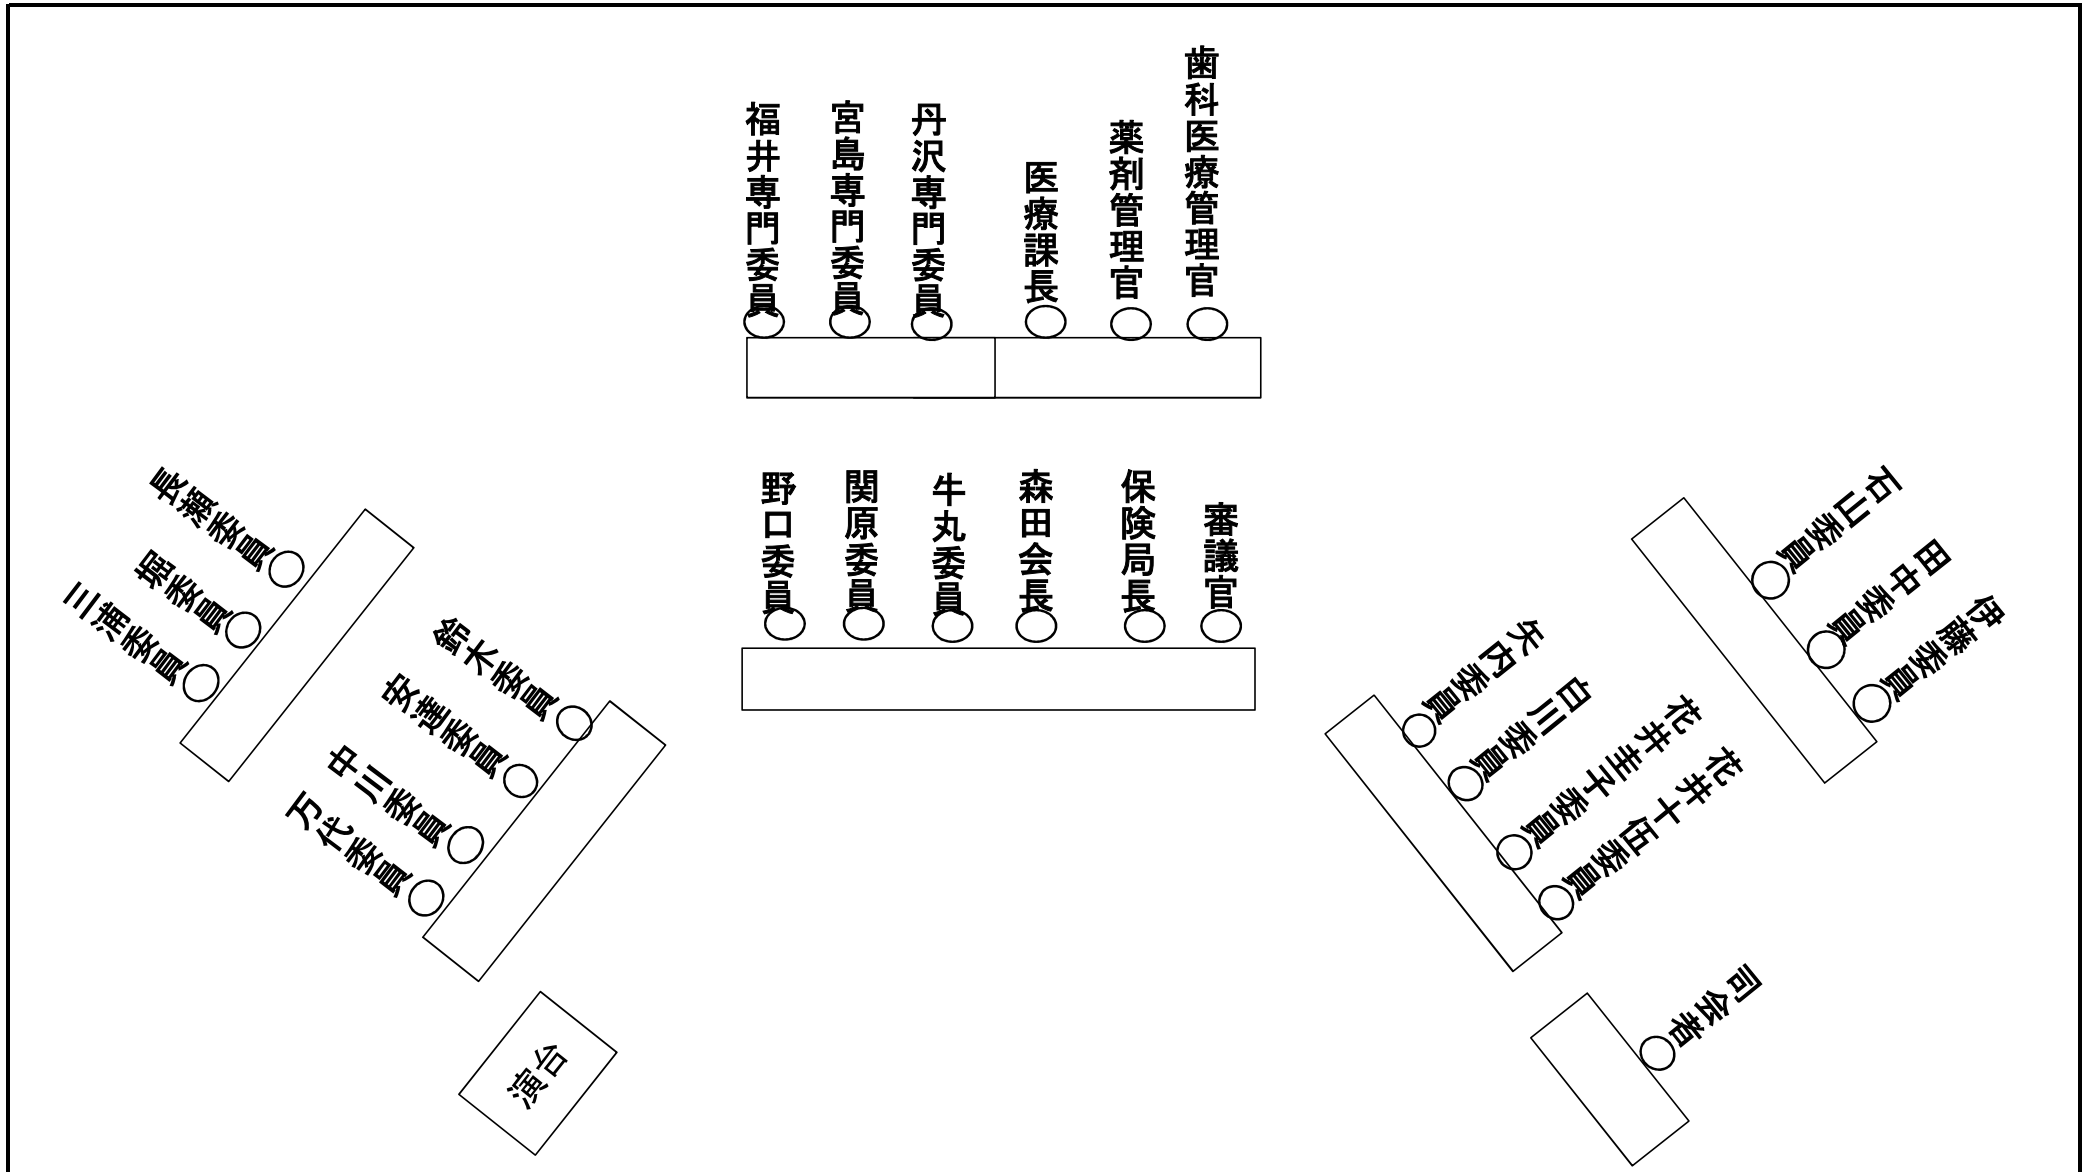 福井専門委員
宮島専門委員
丹沢専門委員
医療課長
薬剤管理官
歯科医療管理官
野口委員
関原委員
牛丸委員
森田会長
保険局長
審議官
長瀬委員
堀委員
三浦委員
鈴木委員
安達委員
中川委員
万代委員
石山委員
田中委員
伊藤委員
矢内委員
白川委員
花井圭子委員
花井十伍委員
演台
司会者